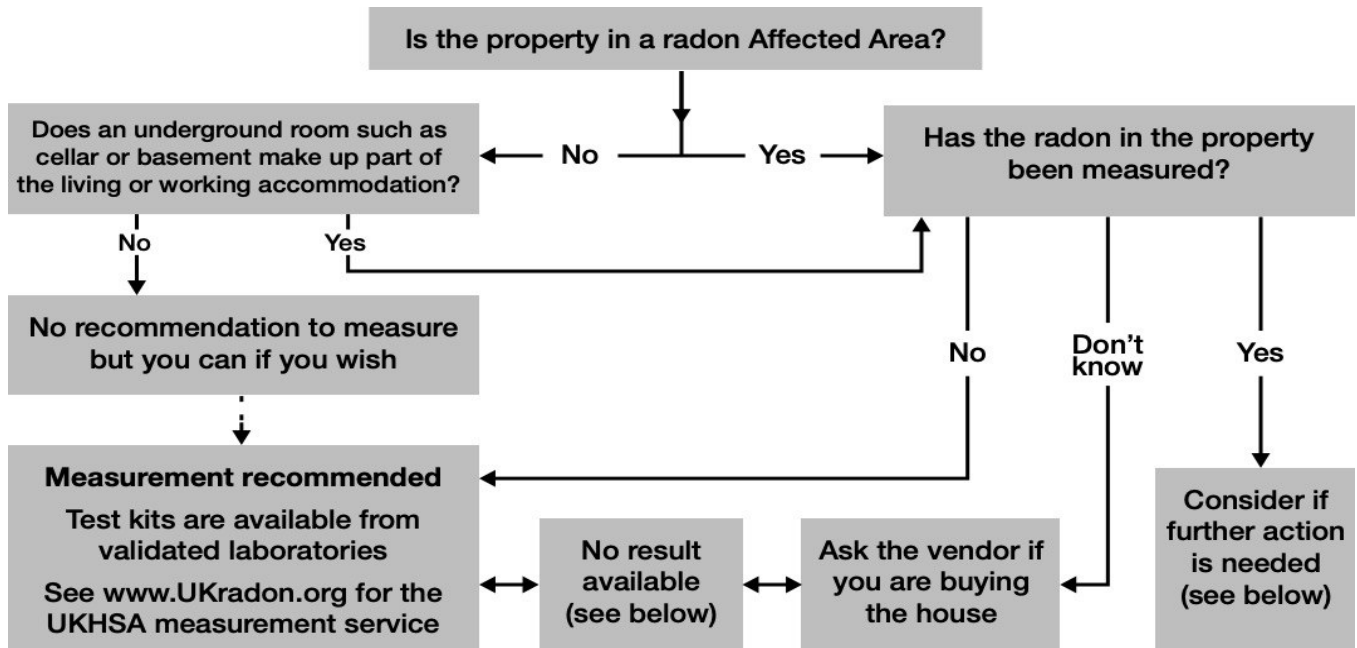 Is the property in a radon Affected Area?
Does an underground room such as
cellar or basement make up part of
the living or working accommodation?
No
Yes
Has the radon in the property
been measured?
No
Yes
No recommendation to measure
but you can if you wish
No
Don't
know
Yes
Measurement recommended
Test kits are available from
validated laboratories
See www.UKradon.org for the
UKHSA measurement service
No result
available
(see below)
Ask the vendor if
you are buying
the house
Consider if
further action
is needed
(see below)